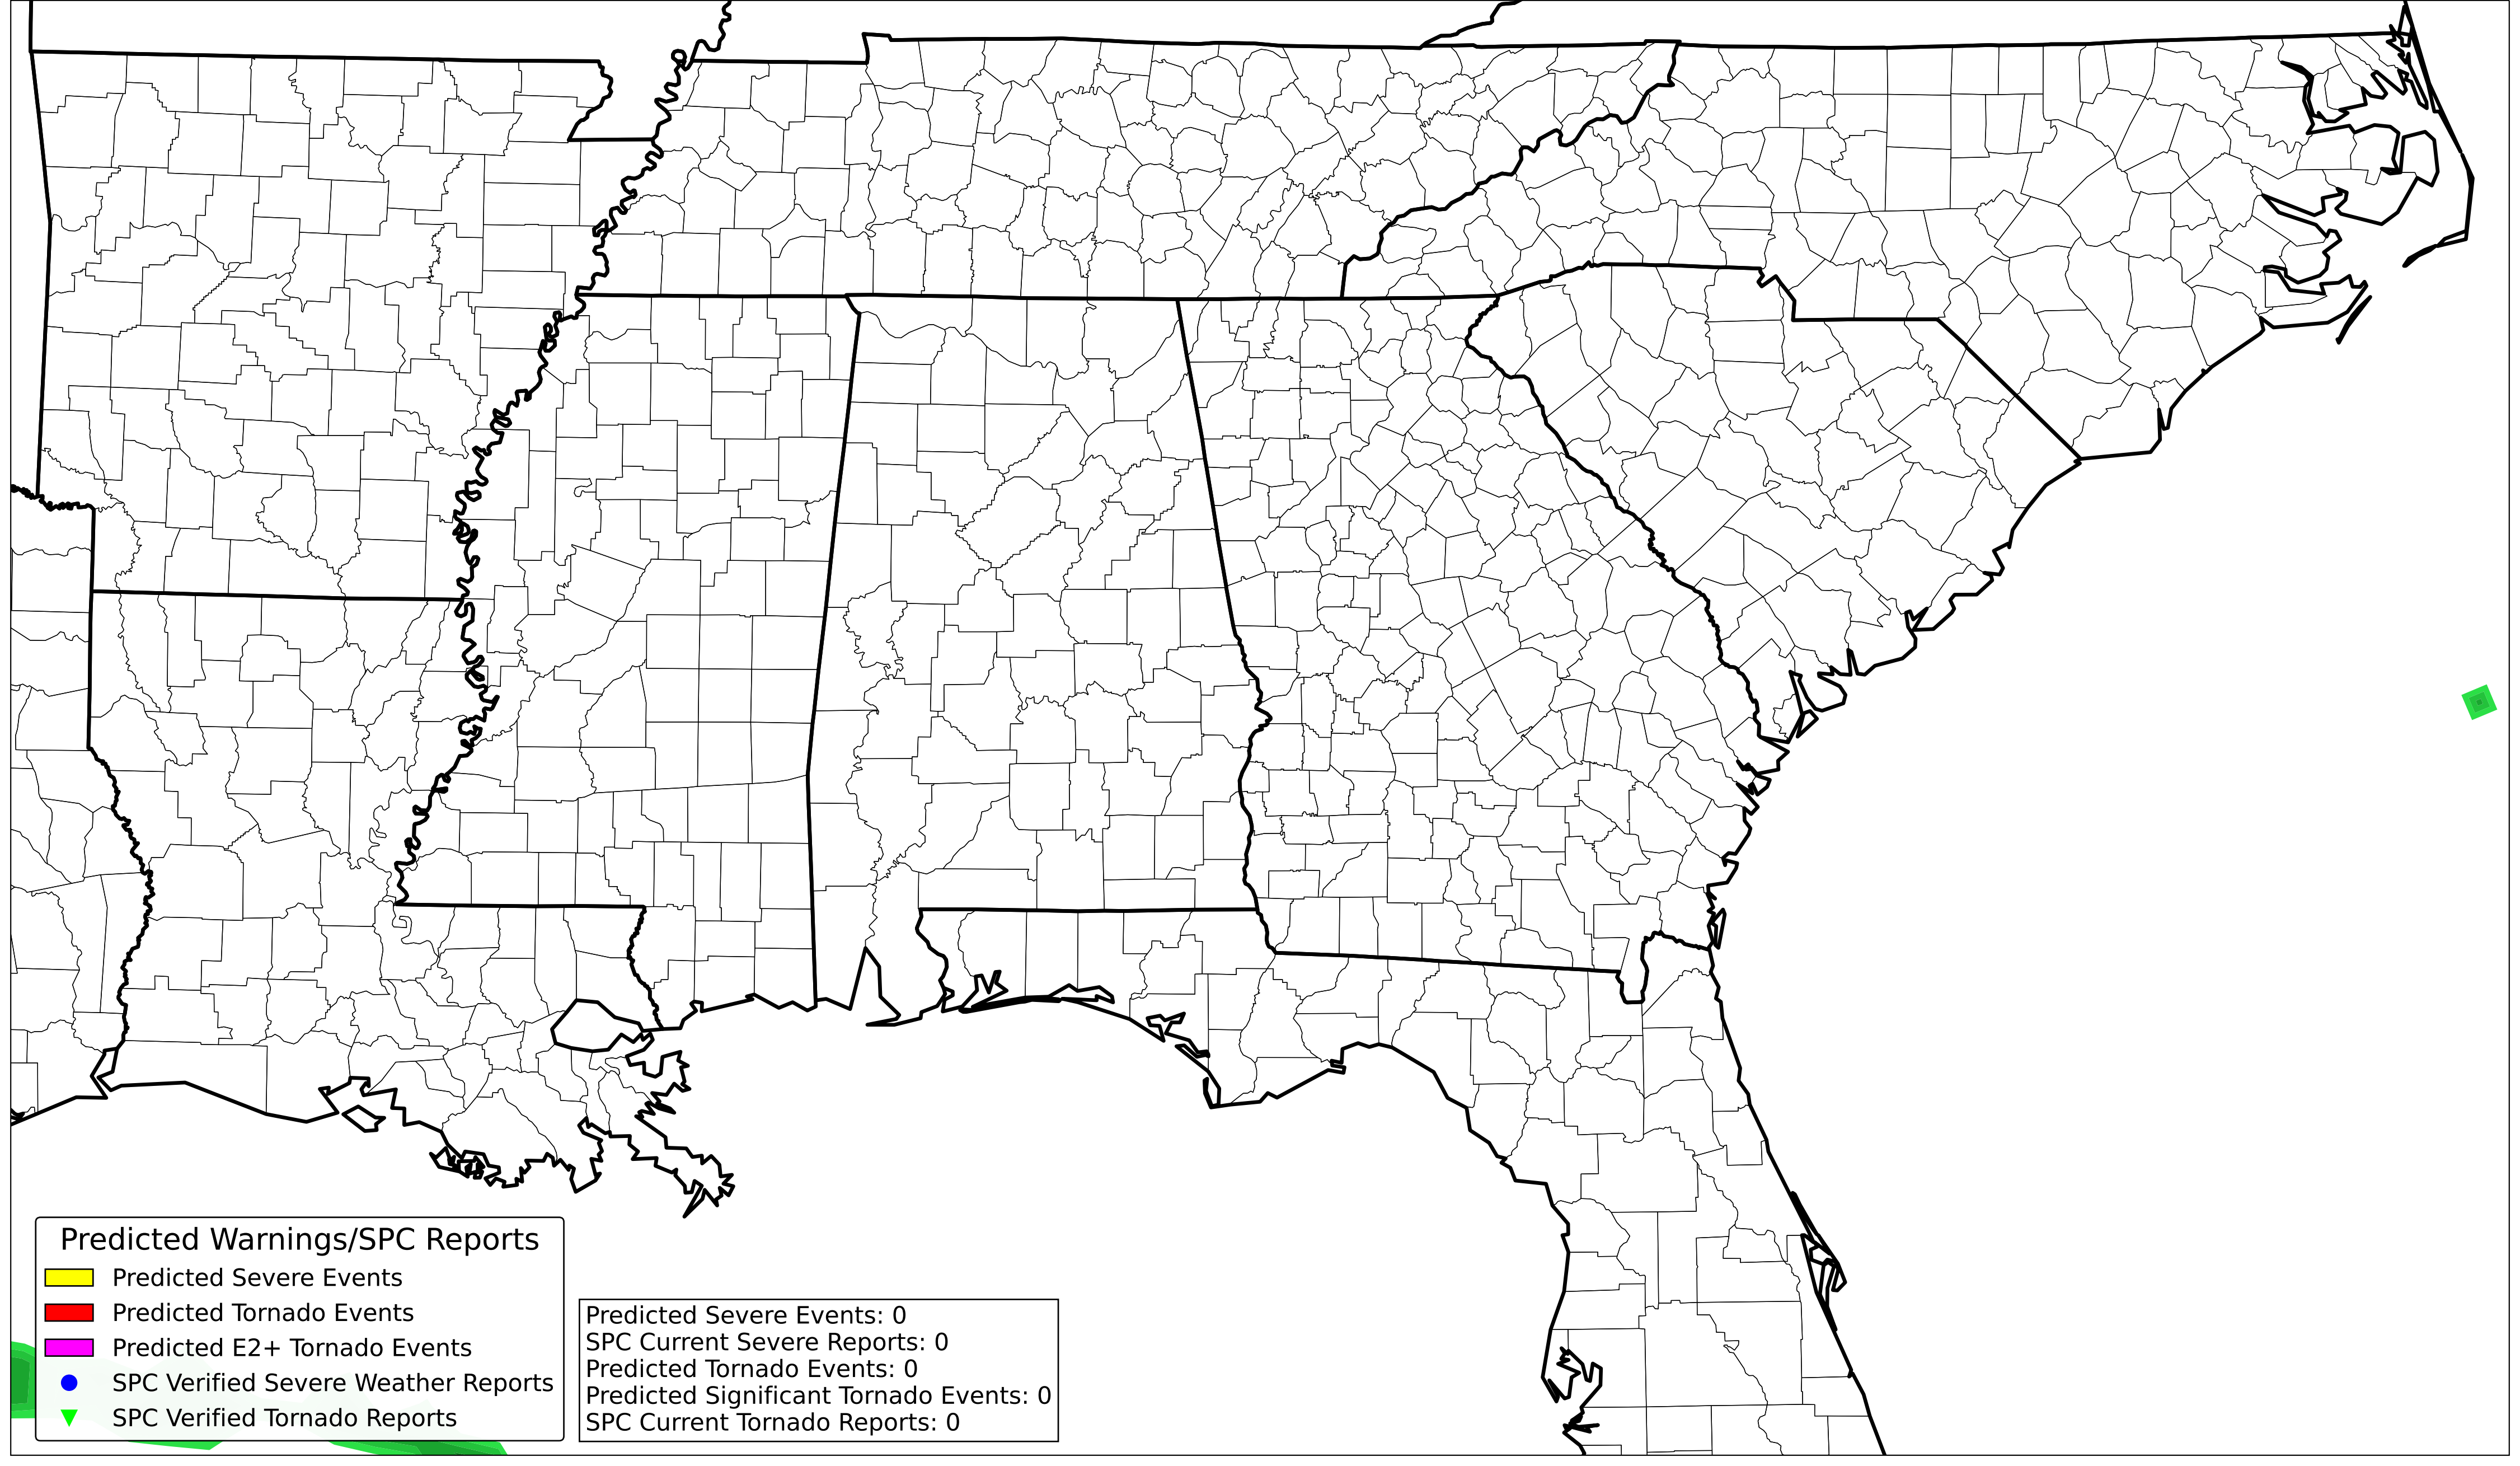 Predicted Warnings/SPC Reports
Predicted Severe Events
Predicted Tornado Events
Predicted E2+ Tornado Events
SPC Verified Severe Weather Reports
SPC Verified Tornado Reports
Predicted Severe Events: 0
SPC Current Severe Reports: 0
Predicted Tornado Events: 0
Predicted Significant Tornado Events: 0
SPC Current Tornado Reports: 0